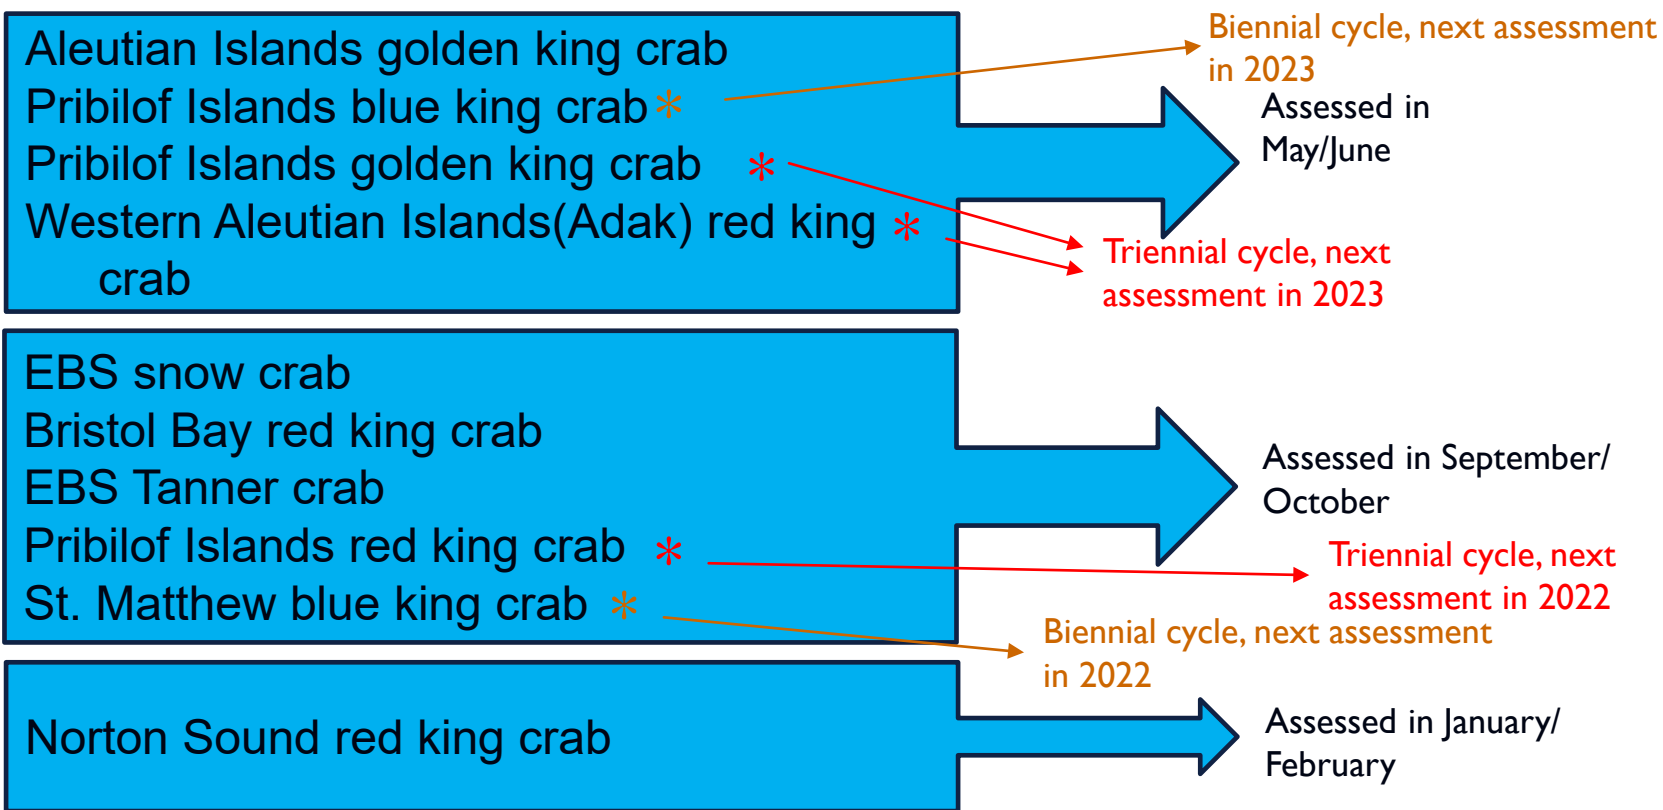 Aleutian Islands golden king crab
Pribilof Islands blue king crab*
Pribilof Islands golden king crab *
Western Aleutian Islands(Adak) red king *
crab
Biennial cycle, next assessment
in 2023
Assessed in
May/June
Triennial cycle, next
assessment in 2023
EBS snow crab
Bristol Bay red king crab
EBS Tanner crab
Pribilof Islands red king crab *
St. Matthew blue king crab *
Assessed in September/
October
Triennial cycle, next
assessment in 2022
Biennial cycle, next assessment
in 2022
Norton Sound red king crab
Assessed in January/
February